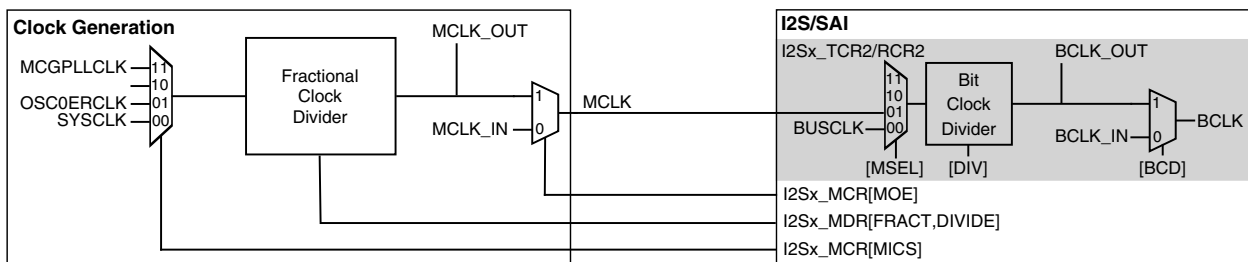 Clock Generation
MCGPLLCLK
11
10
OSC0ERCLK
01
SYSCLK
00
Fractional
Clock
Divider
MCLK_OUT
MCLK_IN
1
0
MCLK
I2S/SAI
I2Sx_TCR2/RCR2
11
10
01
BUSCLK
00
[MSEL]
Bit
Clock
Divider
[DIV]
BCLK_OUT
BCLK_IN
1
0
[BCD]
BCLK
I2Sx_MCR[MOE]
I2Sx_MDR[FRACT,DIVIDE]
I2Sx_MCR[MICS]